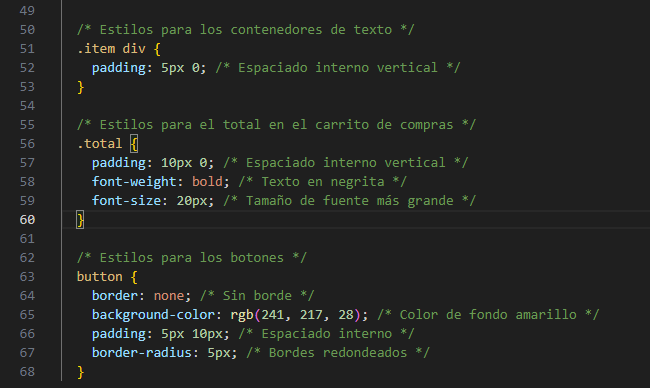 49
50 /* Estilos para los contenedores de texto */
51 .item div {
52 padding: 5px 0; /* Espaciado interno vertical */
53 }
54
55 /* Estilos para el total en el carrito de compras */
56 .total {
57 padding: 10px 0; /* Espaciado interno vertical */
58 font-weight: bold; /* Texto en negrita */
59 font-size: 20px; /* Tamaño de fuente más grande */
60 }
61
62 /* Estilos para los botones */
63 button {
64 border: none; /* Sin borde */
65 background-color: rgb(241, 217, 28); /* Color de fondo amarillo */
66 padding: 5px 10px; /* Espaciado interno */
67 border-radius: 5px; /* Bordes redondeados */
68 }